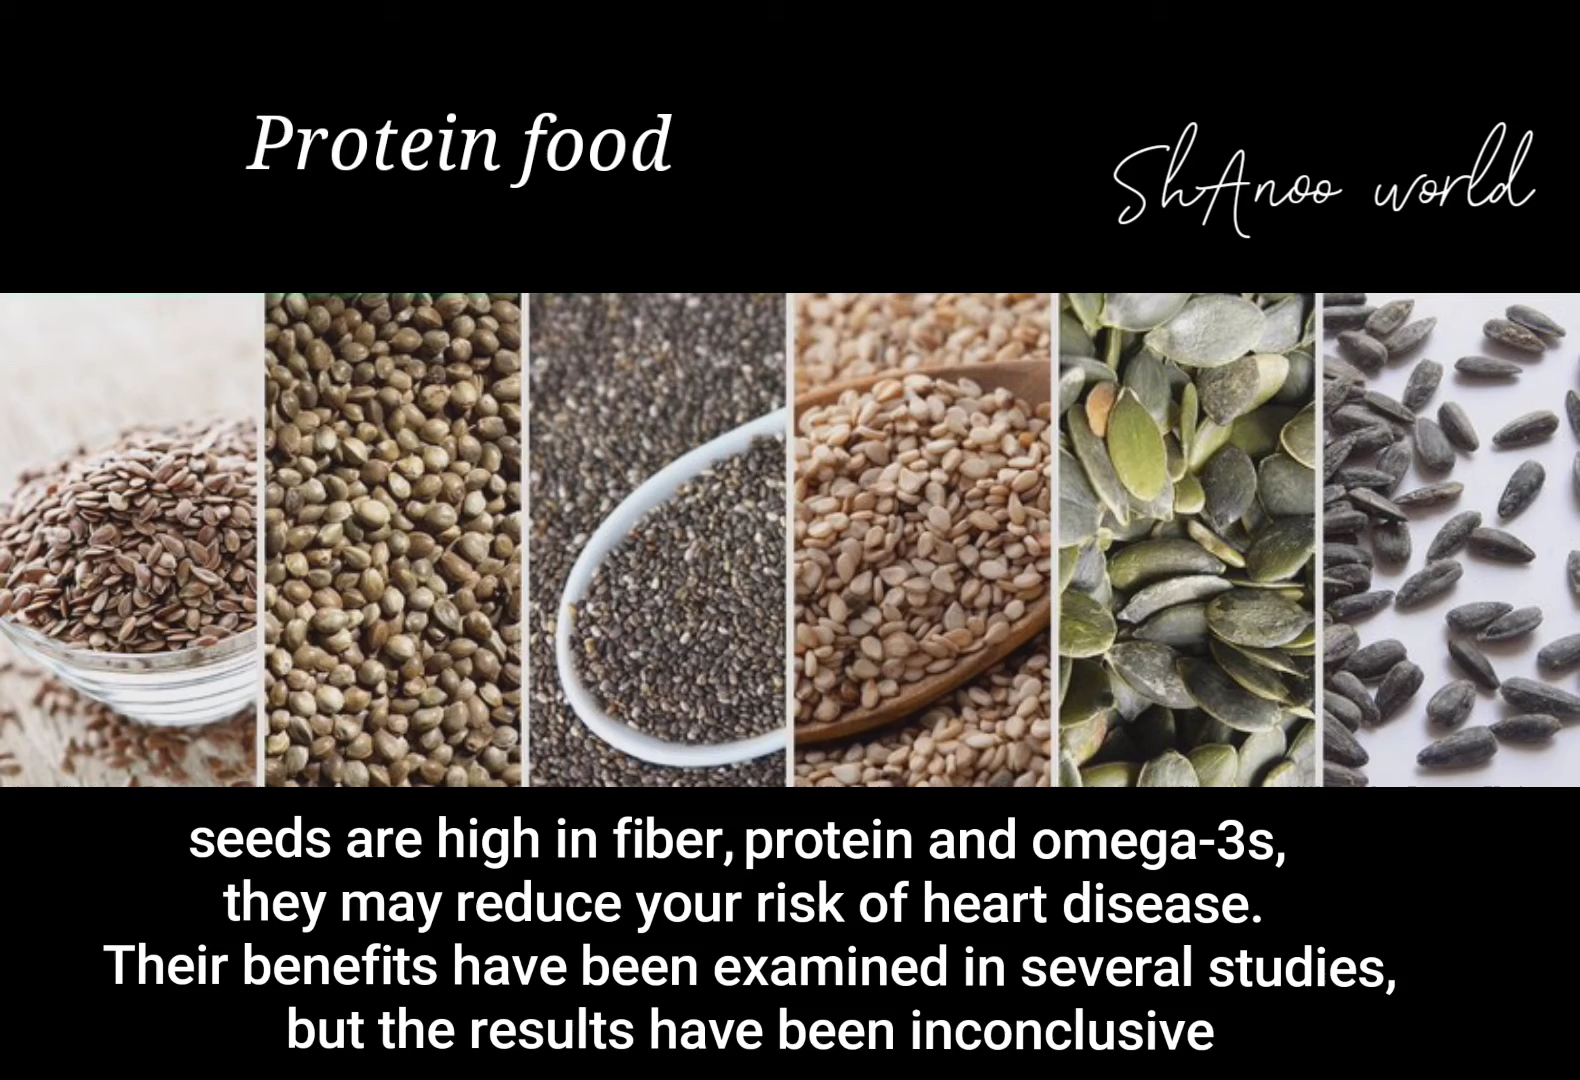 Protein food
ShAnoo world
seeds are high in fiber, protein and omega-3s,
they may reduce your risk of heart disease.
Their benefits have been examined in several studies,
but the results have been inconclusive